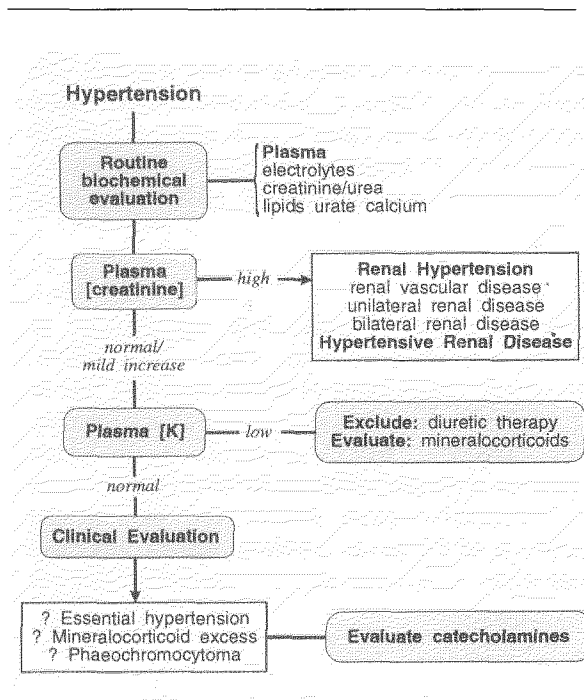 Hypertension
Routine
biochemical
evaluation
Plasma
electrolytes
creatinine/urea
lipids urate calcium
Plasma
[creatinine]
high
Renal Hypertension
renal vascular disease
unilateral renal disease
bilateral renal disease
Hypertensive Renal Disease
normal/
mild increase
Plasma [K]
low
Exclude: diuretic therapy
Evaluate: mineralocorticoids
normal
Clinical Evaluation
? Essential hypertension
? Mineralocorticoid excess
? Phaeochromocytoma
Evaluate catecholamines